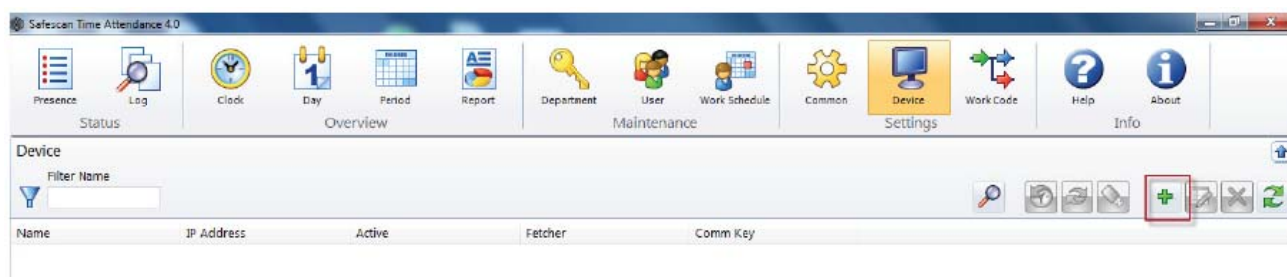 Safescan Time Attendance 4.0
Presence Log Clock Day Period Report Department User Work Schedule Common Device Work Code Help About
Status Overview Maintenance Settings Info
Device
Filter Name
Name IP Address Active Fetcher Comm Key